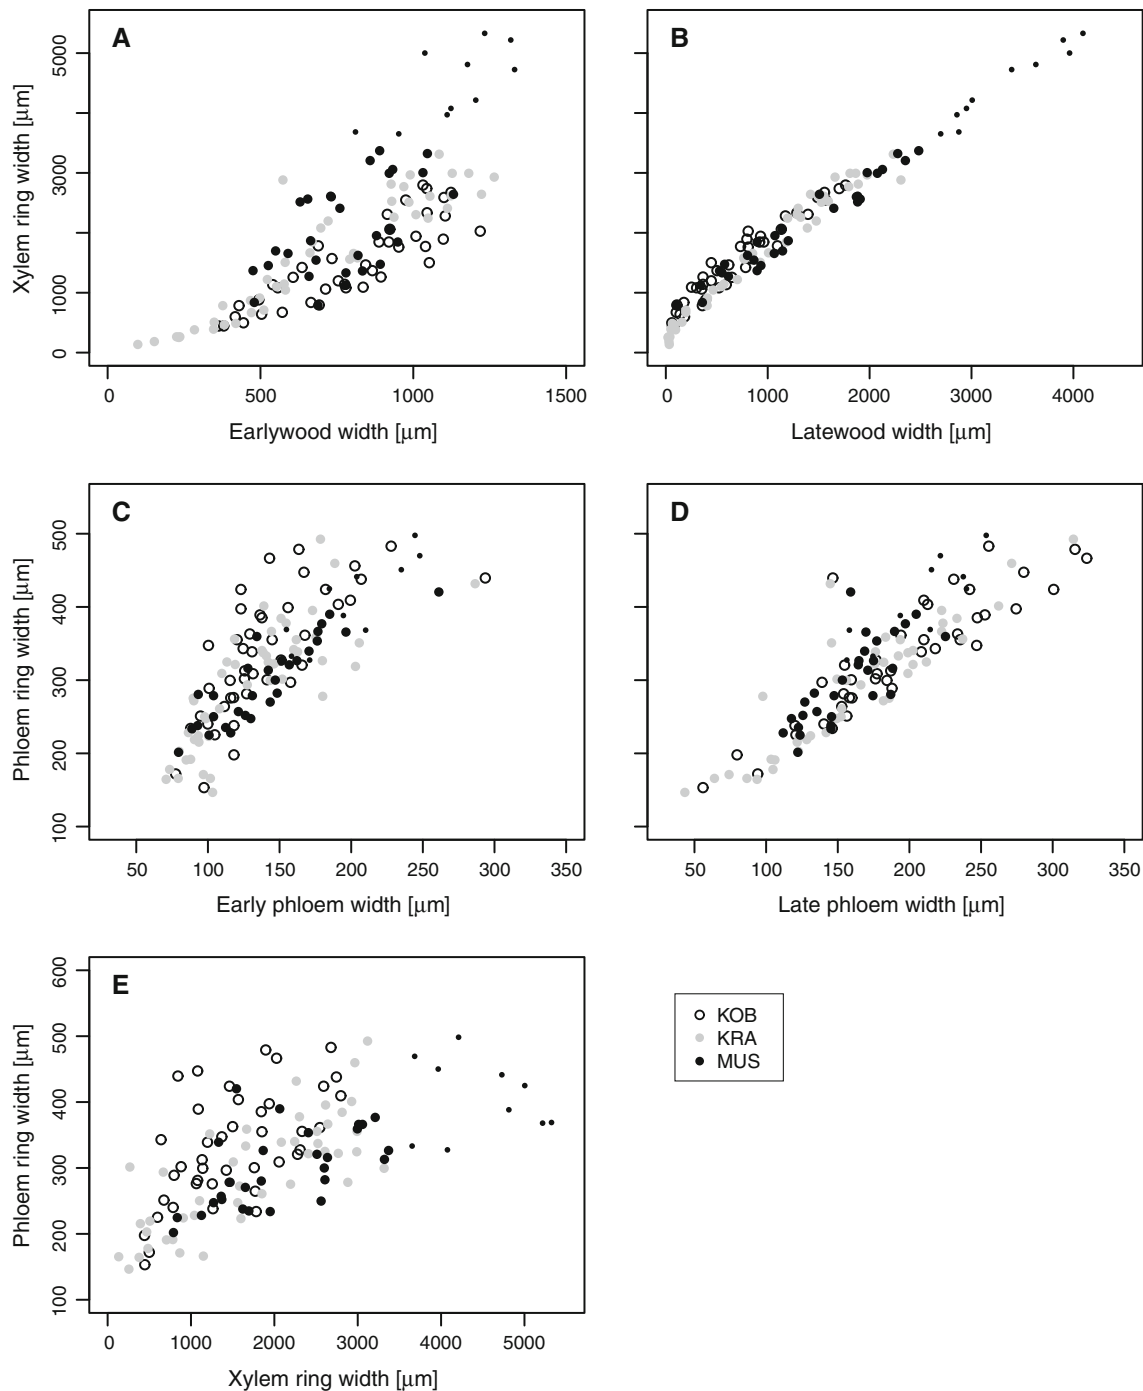 A
Xylem ring width [μm]
0 1000 3000 5000
0 500 1000 1500
Earlywood width [μm]
B
0 1000 2000 3000 4000
Latewood width [μm]
C
Phloem ring width [μm]
100 200 300 400 500
50 100 150 200 250 300 350
Early phloem width [μm]
D
50 100 150 200 250 300 350
Late phloem width [μm]
E
Phloem ring width [μm]
100 200 300 400 500 600
0 1000 2000 3000 4000 5000
Xylem ring width [μm]
KOB
KRA
MUS